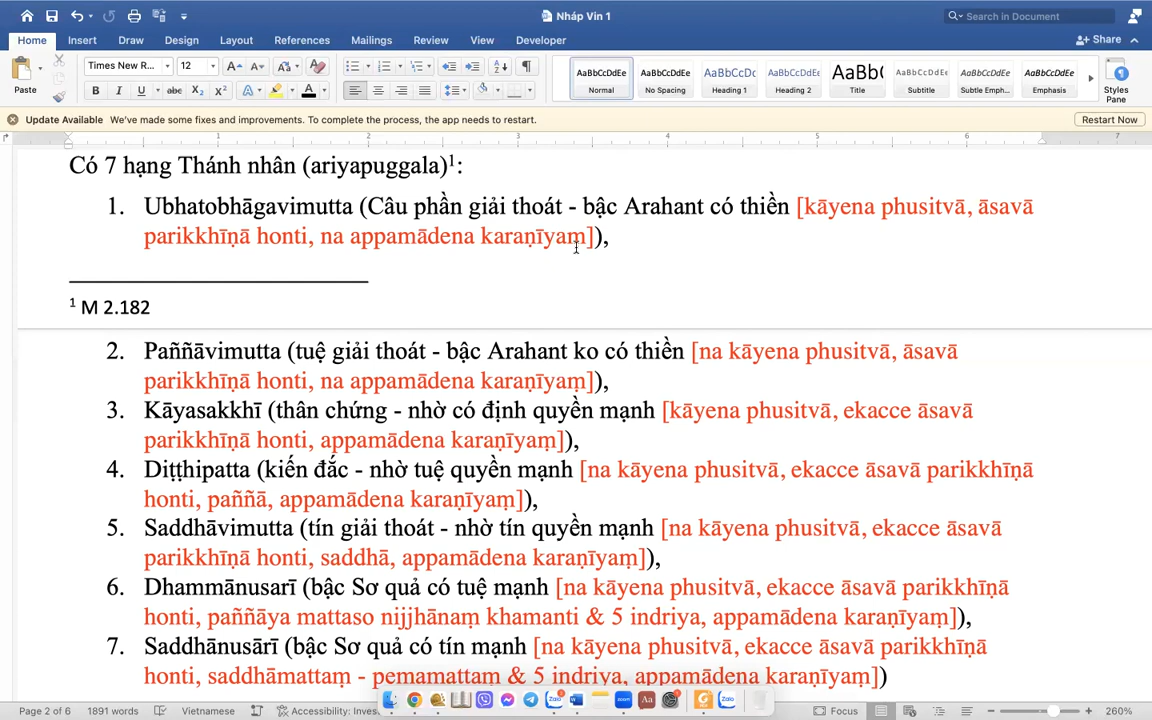 Nháp Vin 1
Search in Document
Home Insert Draw Design Layout References Mailings Review View Developer
Share
Paste
Times New R... 12
AaBbCcDdEe AaBbCcDdEe AaBbCcDc AaBbCcDdEe AaBb( AaBbCcDdEe AaBbCcDdEe AaBbCcDdEe
Normal No Spacing Heading 1 Heading 2 Title Subtitle Subtle Emph... Emphasis
Styles Pane
Update Available We've made some fixes and improvements. To complete the process, the app needs to restart. Restart Now
1 2 3 4 5 6 7
Có 7 hạng Thánh nhân (ariyapuggala)¹:
1. Ubhatobhāgavimutta (Câu phần giải thoát - bậc Arahant có thiền [kāyena phusitvā, āsavā
parikkhīṇā honti, na appamādena karaṇīyaṃ]),
¹ M 2.182
2. Paññāvimutta (tuệ giải thoát - bậc Arahant ko có thiền [na kāyena phusitvā, āsavā
parikkhīṇā honti, na appamādena karaṇīyaṃ]),
3. Kāyasakkhī (thân chứng - nhờ có định quyền mạnh [kāyena phusitvā, ekacce āsavā
parikkhīṇā honti, appamādena karaṇīyaṃ]),
4. Diṭṭhipatta (kiến đắc - nhờ tuệ quyền mạnh [na kāyena phusitvā, ekacce āsavā parikkhīṇā
honti, paññā, appamādena karaṇīyaṃ]),
5. Saddhāvimutta (tín giải thoát - nhờ tín quyền mạnh [na kāyena phusitvā, ekacce āsavā
parikkhīṇā honti, saddhā, appamādena karaṇīyaṃ]),
6. Dhammānusarī (bậc Sơ quả có tuệ mạnh [na kāyena phusitvā, ekacce āsavā parikkhīṇā
honti, paññāya mattaso nijjhānaṃ khamanti & 5 indriya, appamādena karaṇīyaṃ]),
7. Saddhānusārī (bậc Sơ quả có tín mạnh [na kāyena phusitvā, ekacce āsavā parikkhīṇā
honti, saddhāmattaṃ - pemamattaṃ & 5 indriya, appamādena karaṇīyaṃ])
Page 2 of 6 1891 words Vietnamese Accessibility: Inves Focus 260%